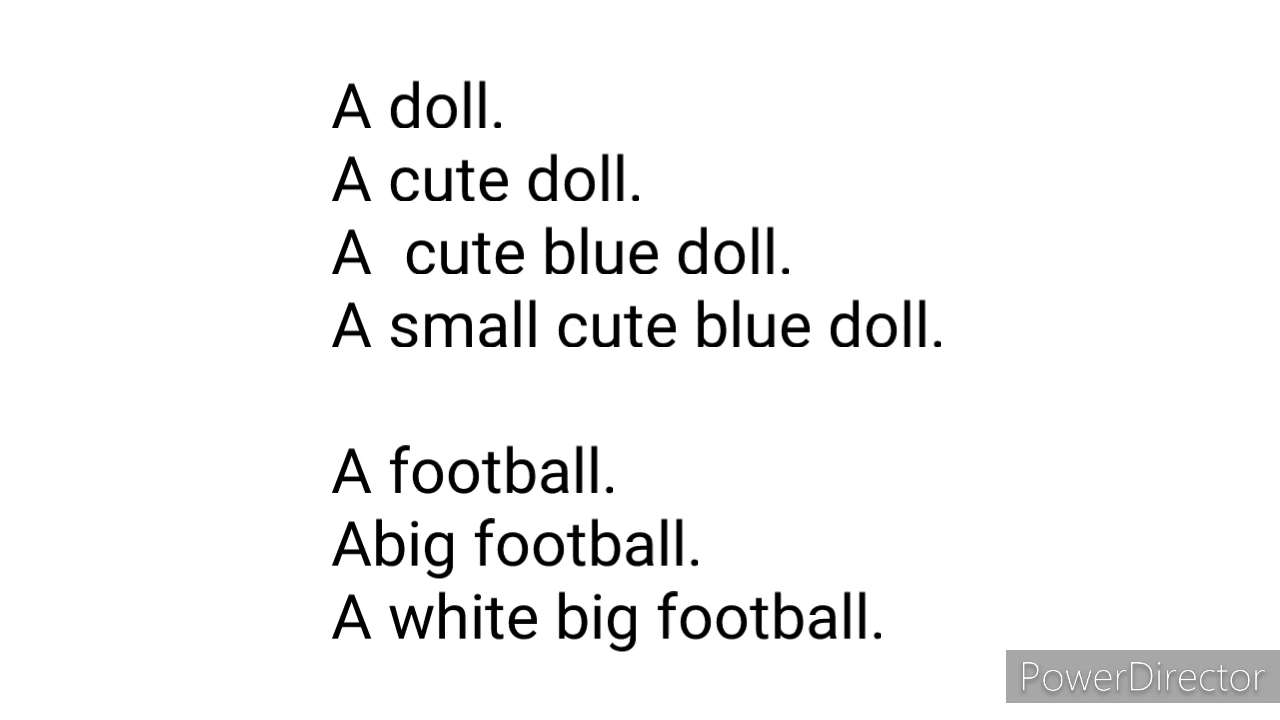 A doll.
A cute doll.
A  cute blue doll.
A small cute blue doll.
A football.
Abig football.
A white big football.
PowerDirector